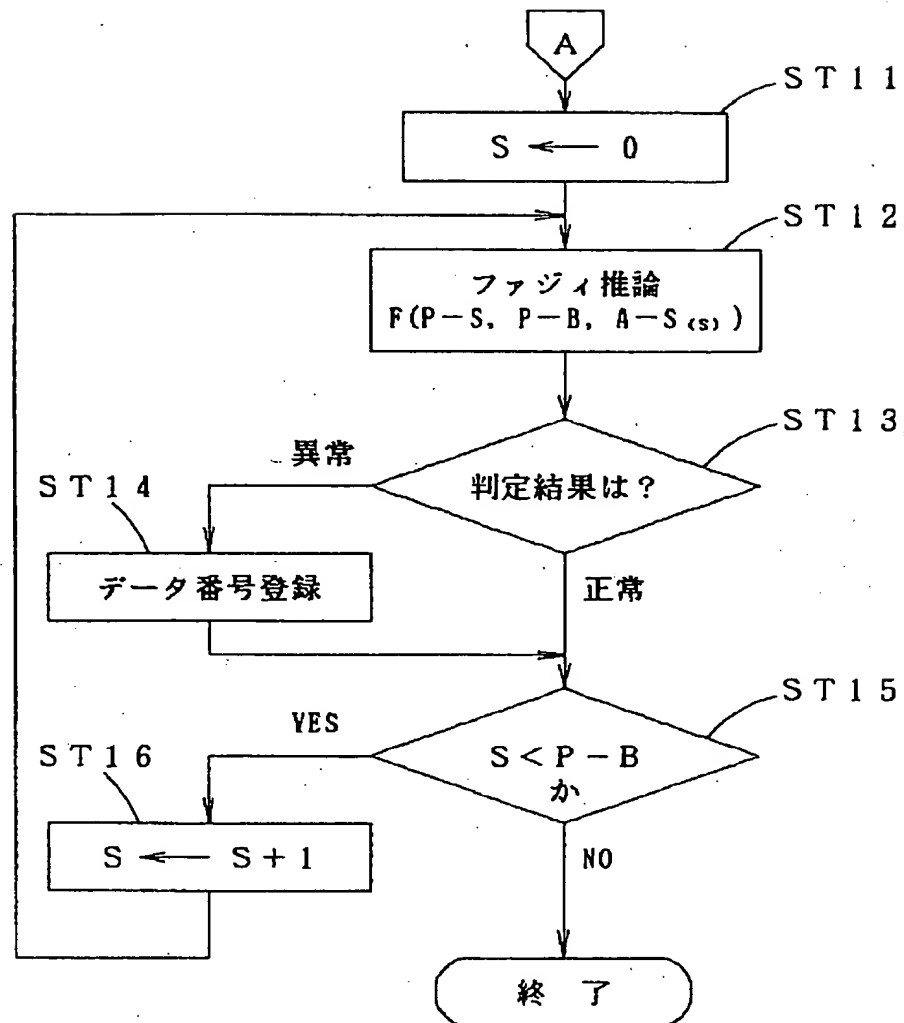 A
ST11
S ← 0
ST12
ファジィ推論
F(P-S, P-B, A-S(S))
ST13
異常
判定結果は?
ST14
データ番号登録
正常
ST15
YES
S<P-B
か
ST16
S ← S+1
NO
終 了